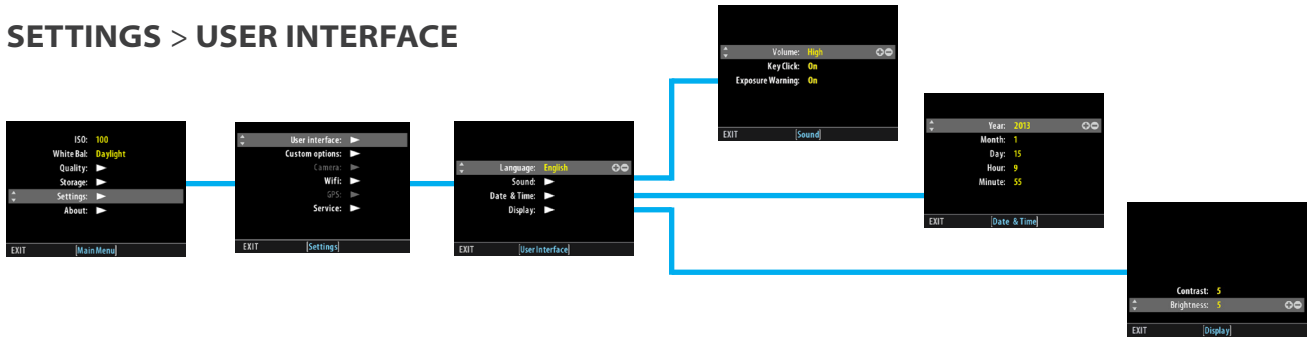 SETTINGS > USER INTERFACE
ISO: 100
White Bal: Daylight
Quality:
Storage:
Settings:
About:
EXIT [Main Menu]
User interface:
Custom options:
Camera:
Wifi:
GPS:
Service:
EXIT [Settings]
Language: English
Sound:
Date & Time:
Display:
EXIT [User Interface]
Volume: High
Key Click: On
Exposure Warning: On
EXIT [Sound]
Year: 2013
Month: 1
Day: 15
Hour: 9
Minute: 55
EXIT [Date & Time]
Contrast: 5
Brightness: 5
EXIT [Display]